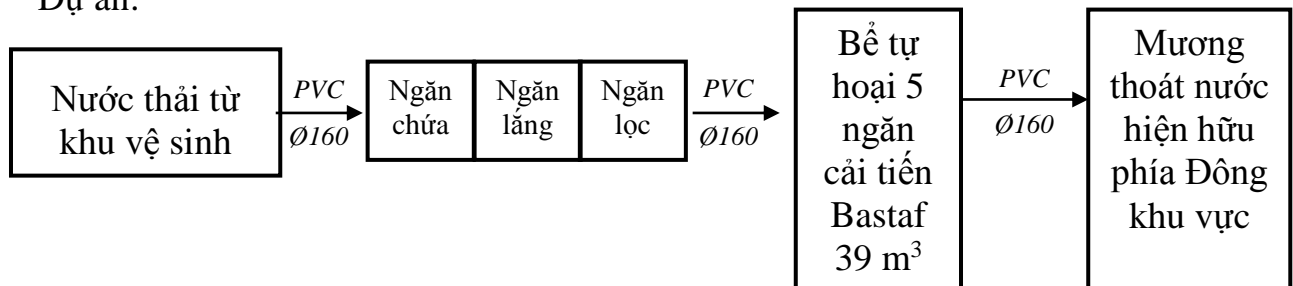 Dự án:
Nước thải từ
khu vệ sinh
PVC
Ø160
Ngăn
chứa
Ngăn
lắng
Ngăn
lọc
PVC
Ø160
Bể tự
hoại 5
ngăn
cải tiến
Bastaf
39 m³
PVC
Ø160
Mương
thoát nước
hiện hữu
phía Đông
khu vực